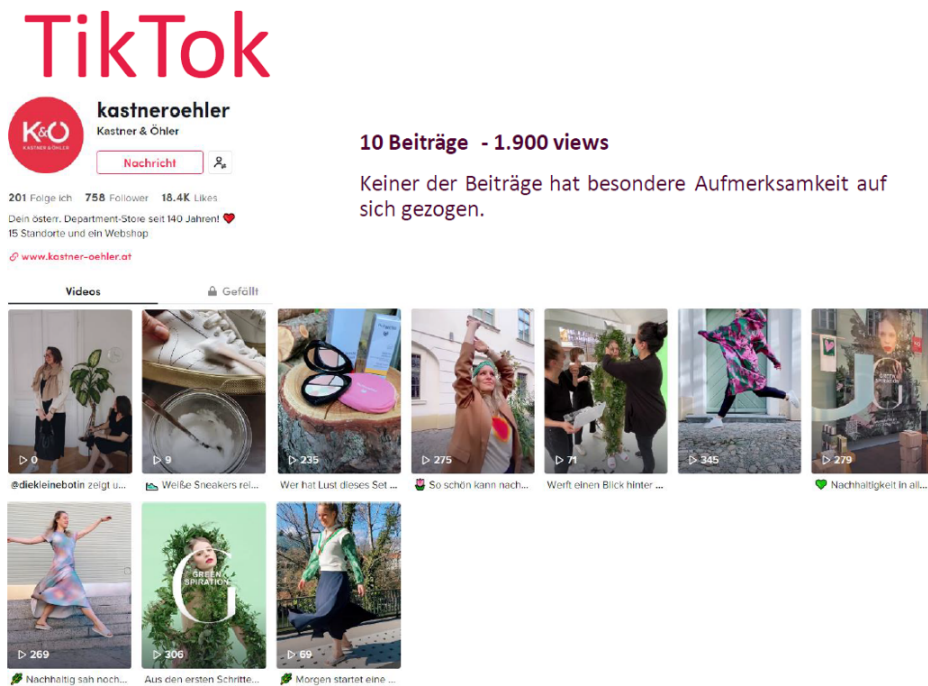 TikTok
K&O
KASTNER & ÖHLER
kastneroehler
Kastner & Öhler
Nachricht
201 Folge ich 758 Follower 18.4K Likes
Dein österr. Department-Store seit 140 Jahren! ❤️
15 Standorte und ein Webshop
www.kastner-oehler.at
10 Beiträge - 1.900 views
Keiner der Beiträge hat besondere Aufmerksamkeit auf
sich gezogen.
Videos
Gefällt
0
9
235
275
71
345
GREEN
SPIRATION
279
@diekleinebotin zeigt u...
👟 Weiße Sneakers rei...
Wer hat Lust dieses Set ...
🌷 So schön kann nach...
Werft einen Blick hinter ...
💚 Nachhaltigkeit in all...
269
G
GREEN
SPIRATION
306
69
Nachhaltig sah noch...
Aus den ersten Schritte...
Morgen startet eine ...